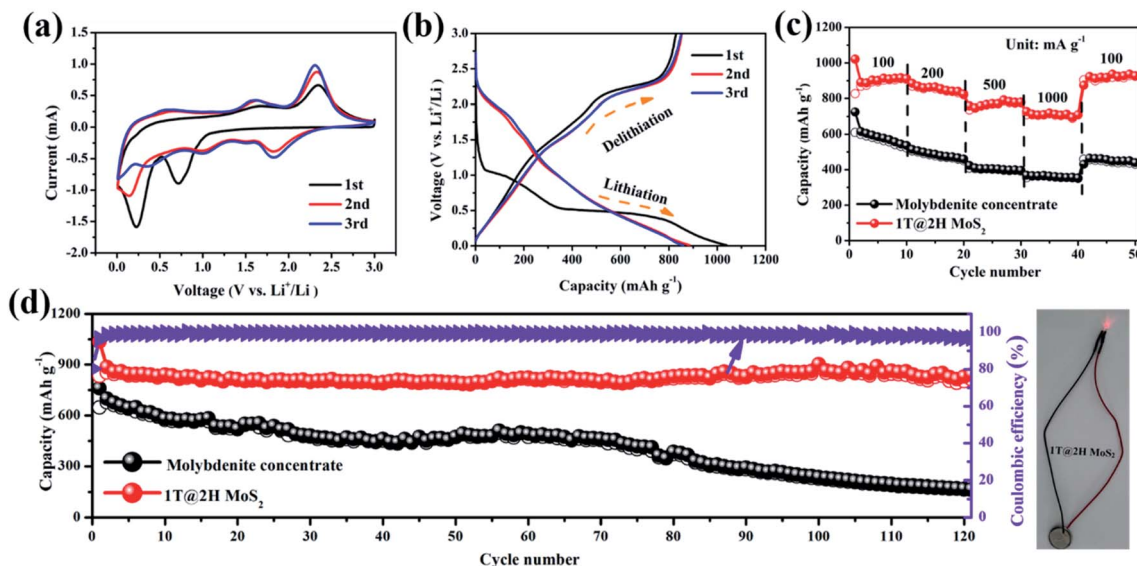 (a)
Current (mA)
1.5
1.0
0.5
0.0
-0.5
-1.0
-1.5
-2.0
1st
2nd
3rd
0.0 0.5 1.0 1.5 2.0 2.5 3.0
Voltage (V vs. Li⁺/Li )
(b)
Voltage (V vs. Li⁺/Li)
3.0
2.5
2.0
1.5
1.0
0.5
0.0
1st
2nd
3rd
Delithiation
Lithiation
0 200 400 600 800 1000 1200
Capacity (mAh g⁻¹)
(c)
Capacity (mAh g⁻¹)
1200
1000
800
600
400
200
0
Unit: mA g⁻¹
100 200 500 1000 100
Molybdenite concentrate
1T@2H MoS₂
0 10 20 30 40 50
Cycle number
(d)
Capacity (mAh g⁻¹)
1200
900
600
300
0
Molybdenite concentrate
1T@2H MoS₂
0 10 20 30 40 50 60 70 80 90 100 110 120
Cycle number
100
80
60
40
20
0
Coulombic efficiency (%)
1T@2H MoS₂